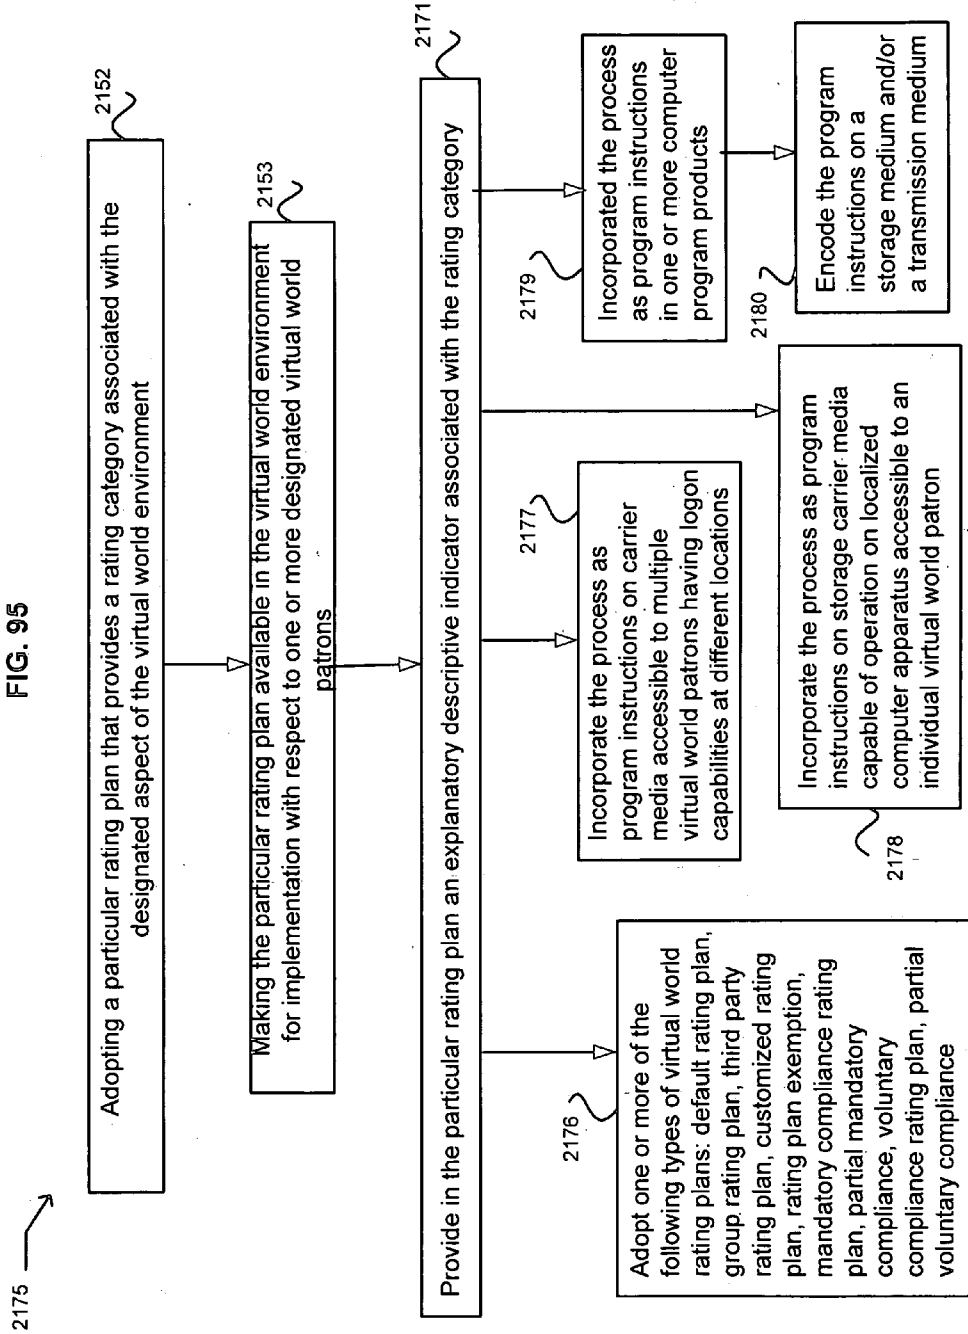 FIG. 95
2175
2152
Adopting a particular rating plan that provides a rating category associated with the
designated aspect of the virtual world environment
2153
Making the particular rating plan available in the virtual world environment
for implementation with respect to one or more designated virtual world
patrons
2171
Provide in the particular rating plan an explanatory descriptive indicator associated with the rating category
2176
Adopt one or more of the
following types of virtual world
rating plans: default rating plan,
group rating plan, third party
rating plan, customized rating
plan, rating plan exemption,
mandatory compliance rating
plan, partial mandatory
compliance, voluntary
compliance rating plan, partial
voluntary compliance
2177
Incorporate the process as
program instructions on carrier
media accessible to multiple
virtual world patrons having logon
capabilities at different locations
2178
Incorporate the process as program
instructions on storage carrier media
capable of operation on localized
computer apparatus accessible to an
individual virtual world patron
2179
Incorporated the process
as program instructions
in one or more computer
program products
2180
Encode the program
instructions on a
storage medium and/or
a transmission medium